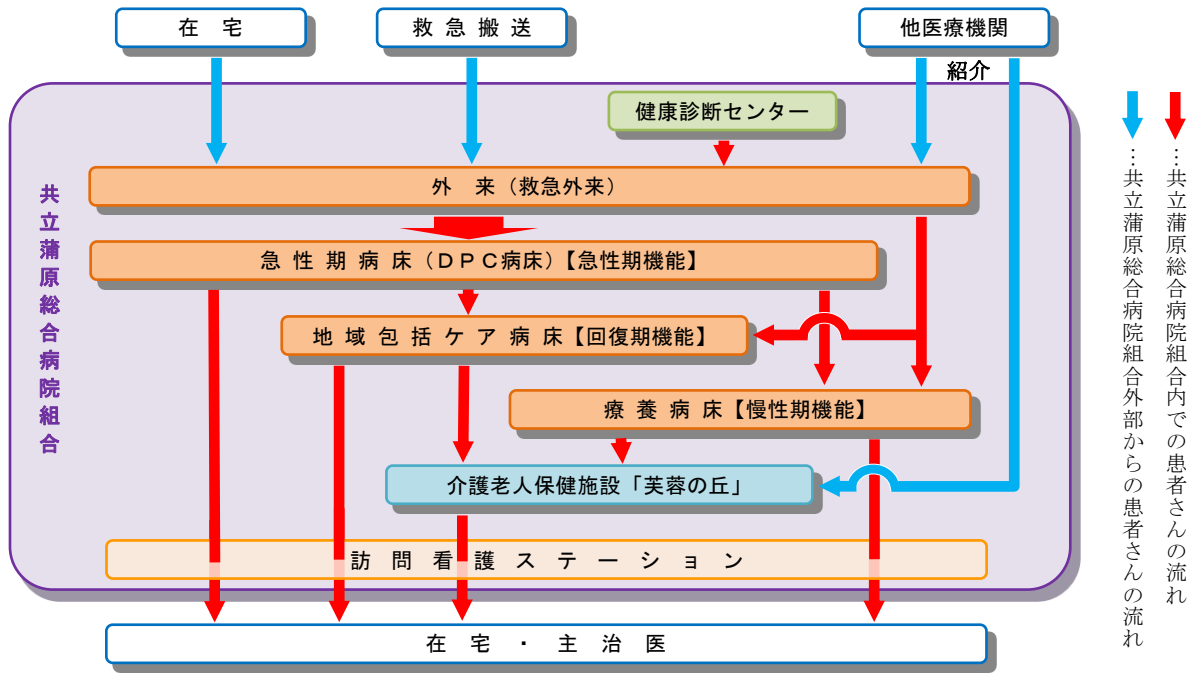 在 宅
救 急 搬 送
他医療機関
紹介
健康診断センター
外 来（救急外来）
急 性 期 病 床（ＤＰＣ病床）【急性期機能】
地 域 包 括 ケ ア 病 床【回復期機能】
療 養 病 床【慢性期機能】
介護老人保健施設「芙蓉の丘」
訪 問 看 護 ス テ ー シ ョ ン
在 宅 ・ 主 治 医
共立蒲原総合病院組合
…共立蒲原総合病院組合内での患者さんの流れ
…共立蒲原総合病院組合外部からの患者さんの流れ